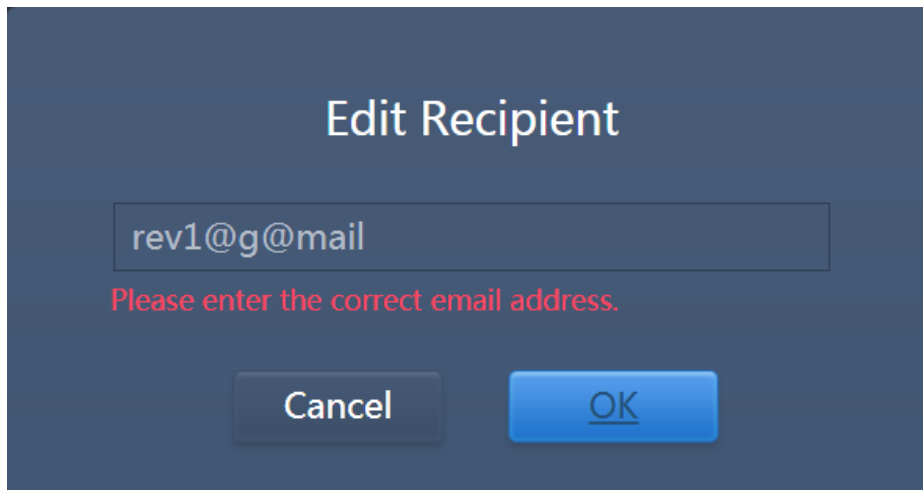 Edit Recipient
rev1@g@mail
Please enter the correct email address.
Cancel OK